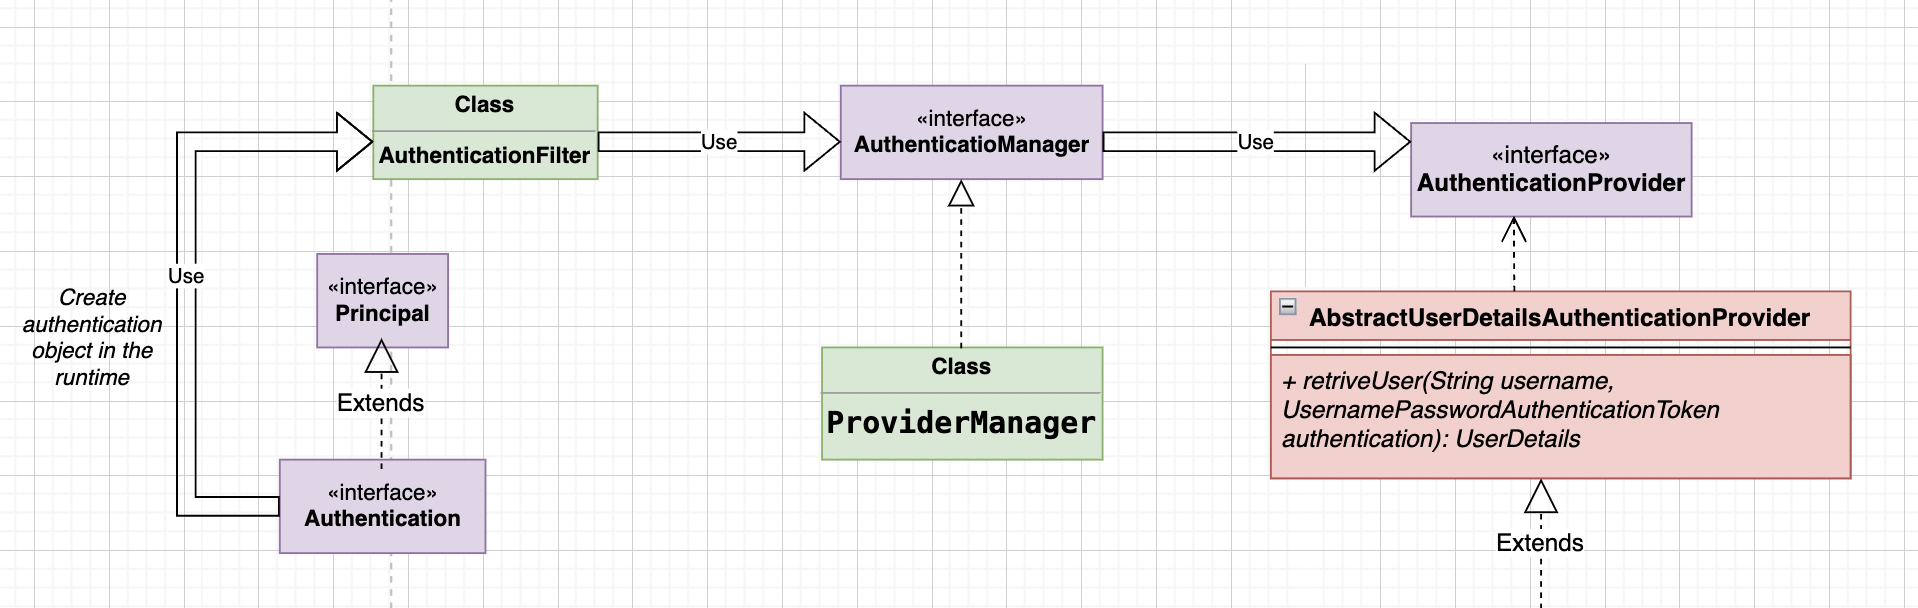 Class
AuthenticationFilter
Use
«interface»
AuthenticatioManager
Use
«interface»
AuthenticationProvider
Use
Create
authentication
object in the
runtime
«interface»
Principal
Extends
«interface»
Authentication
Class
ProviderManager
AbstractUserDetailsAuthenticationProvider
+ retriveUser(String username,
UsernamePasswordAuthenticationToken
authentication): UserDetails
Extends